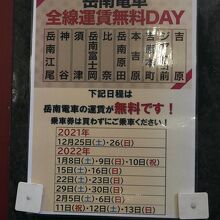 岳南電車
全線運賃無料DAY
吉原
ジヤトコ前
吉原本町
本吉原
岳南原田
比奈
岳南富士岡
須津
神谷
岳南江尾
下記日程は
岳南電車の運賃が無料です!
乗車券は買わずにご乗車ください!
2021年
12月25日(土)・26(日)
2022年
1月8日(土)・9日(日)・10日(祝)
15日(土)・16日(日)
22日(土)・23日(日)
29日(土)・30日(日)
2月5日(土)・6日(日)
11日(祝)・12日(土)・13日(日)